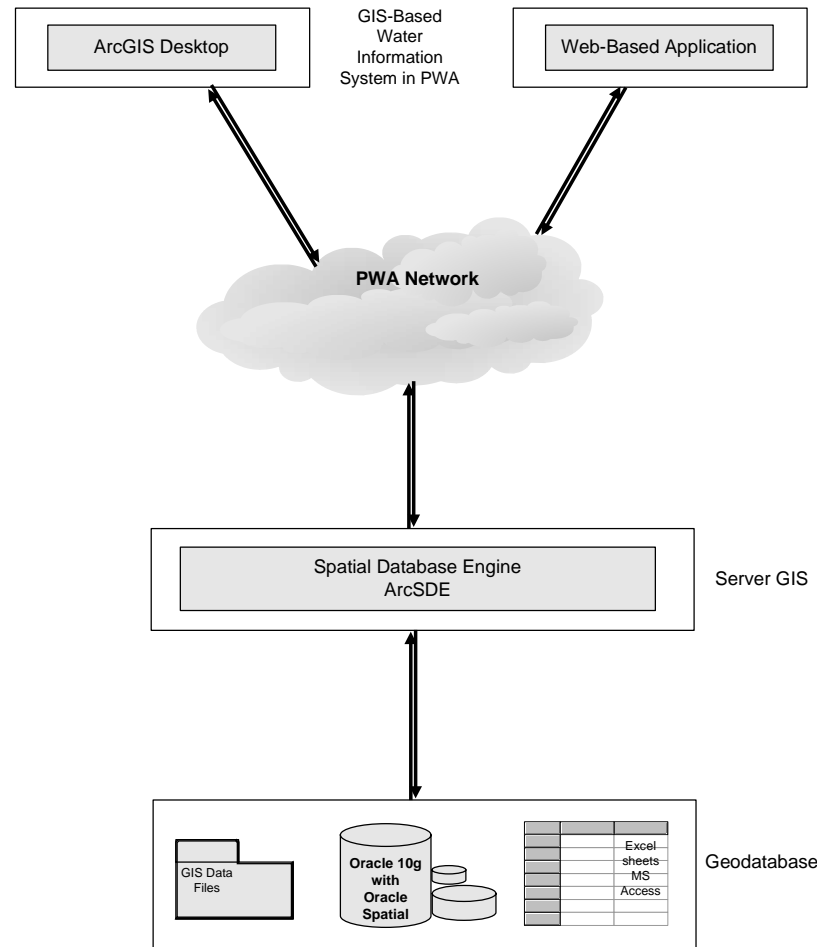 ArcGIS Desktop
GIS-Based
Water
Information
System in PWA
Web-Based Application
PWA Network
Spatial Database Engine
ArcSDE
Server GIS
GIS Data
Files
Oracle 10g
with
Oracle
Spatial
Excel
sheets
MS
Access
Geodatabase